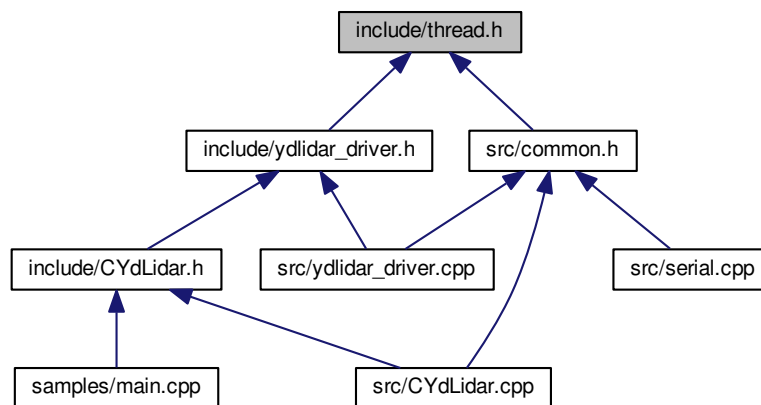 include/thread.h
include/ydlidar_driver.h
src/common.h
include/CYdLidar.h
src/ydlidar_driver.cpp
src/serial.cpp
samples/main.cpp
src/CYdLidar.cpp